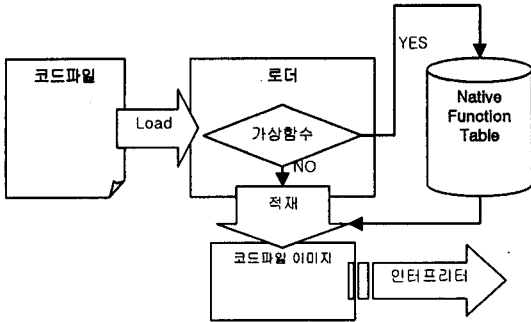 코드파일
Load
로더
가상함수
YES
NO
Native
Function
Table
적재
코드파일 이미지
인터프리터